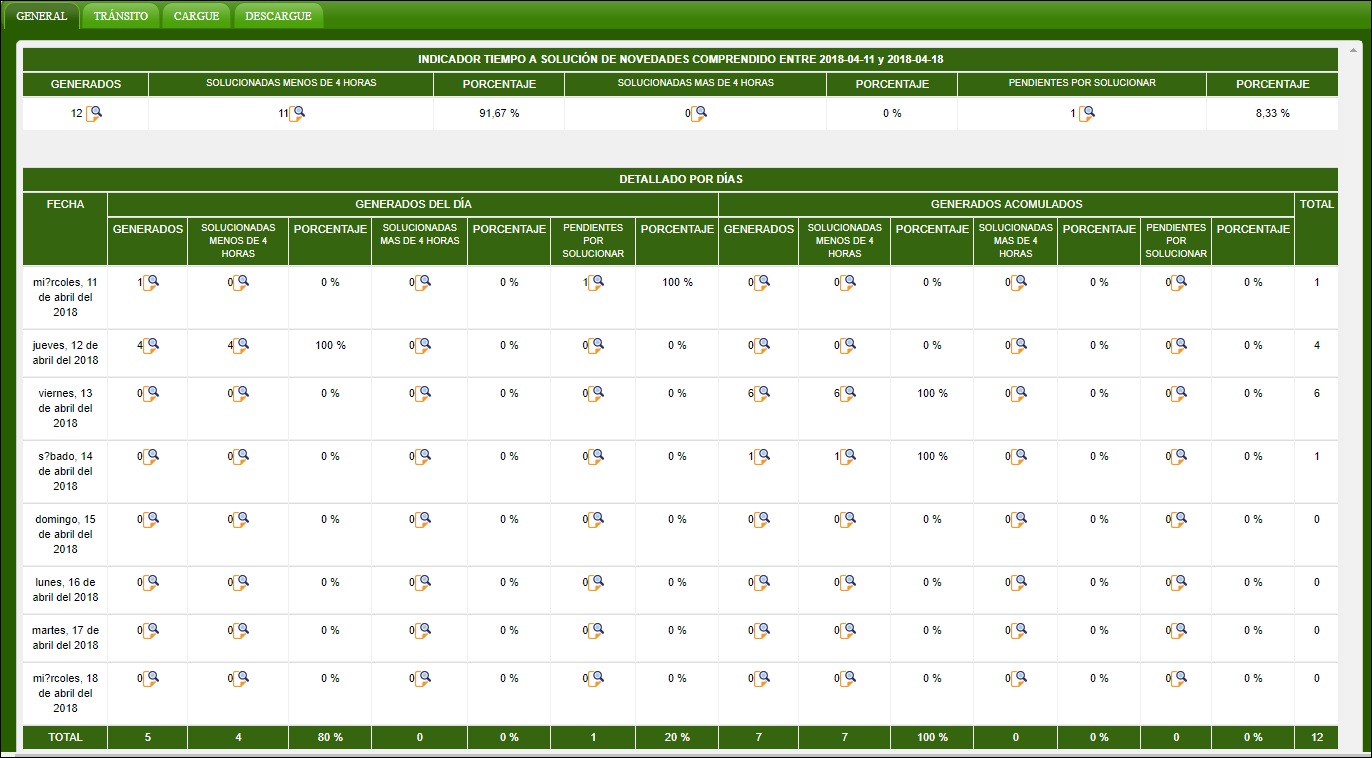 GENERAL TRÁNSITO CARGUE DESCARGUE
INDICADOR TIEMPO A SOLUCIÓN DE NOVEDADES COMPRENDIDO ENTRE 2018-04-11 y 2018-04-18
GENERADOS SOLUCIONADAS MENOS DE 4 HORAS PORCENTAJE SOLUCIONADAS MAS DE 4 HORAS PORCENTAJE PENDIENTES POR SOLUCIONAR PORCENTAJE
12 11 91,67 % 0 0 % 1 8,33 %
DETALLADO POR DÍAS
FECHA GENERADOS DEL DÍA GENERADOS ACOMULADOS TOTAL
GENERADOS SOLUCIONADAS MENOS DE 4 HORAS PORCENTAJE SOLUCIONADAS MAS DE 4 HORAS PORCENTAJE PENDIENTES POR SOLUCIONAR PORCENTAJE GENERADOS SOLUCIONADAS MENOS DE 4 HORAS PORCENTAJE SOLUCIONADAS MAS DE 4 HORAS PORCENTAJE PENDIENTES POR SOLUCIONAR PORCENTAJE
mi?rcoles, 11 de abril del 2018 1 0 0 % 0 0 % 1 100 % 0 0 0 % 0 0 % 0 0 % 1
jueves, 12 de abril del 2018 4 4 100 % 0 0 % 0 0 % 0 0 0 % 0 0 % 0 0 % 4
viernes, 13 de abril del 2018 0 0 0 % 0 0 % 0 0 % 6 6 100 % 0 0 % 0 0 % 6
s?bado, 14 de abril del 2018 0 0 0 % 0 0 % 0 0 % 1 1 100 % 0 0 % 0 0 % 1
domingo, 15 de abril del 2018 0 0 0 % 0 0 % 0 0 % 0 0 0 % 0 0 % 0 0 % 0
lunes, 16 de abril del 2018 0 0 0 % 0 0 % 0 0 % 0 0 0 % 0 0 % 0 0 % 0
martes, 17 de abril del 2018 0 0 0 % 0 0 % 0 0 % 0 0 0 % 0 0 % 0 0 % 0
mi?rcoles, 18 de abril del 2018 0 0 0 % 0 0 % 0 0 % 0 0 0 % 0 0 % 0 0 % 0
TOTAL 5 4 80 % 0 0 % 1 20 % 7 7 100 % 0 0 % 0 0 % 12